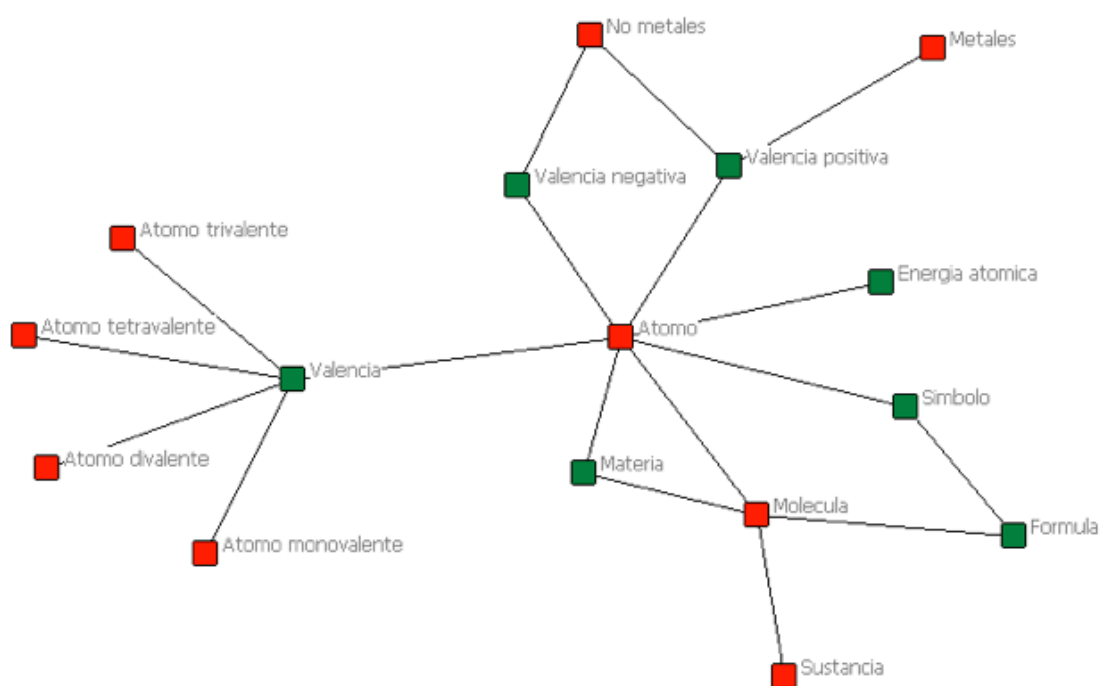 No metales
Metales
Valencia positiva
Valencia negativa
Atomo trivalente
Energia atomica
Atomo tetravalente
Atomo
Valencia
Simbolo
Atomo divalente
Materia
Molecula
Formula
Atomo monovalente
Sustancia